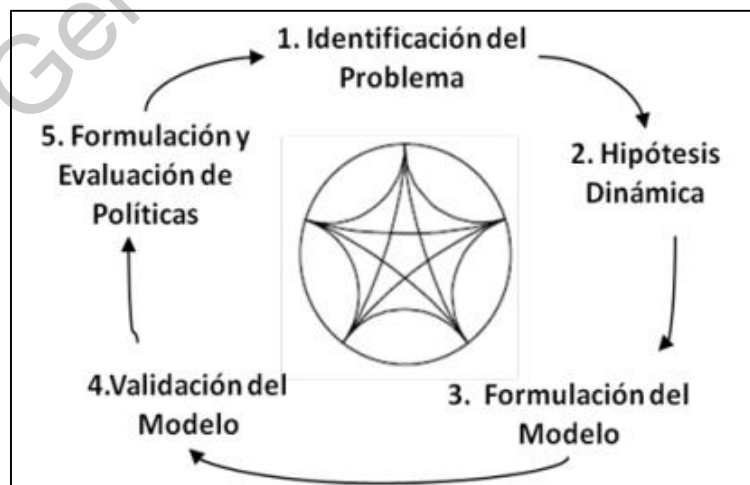 1. Identificación del
Problema
2. Hipótesis
Dinámica
3. Formulación del
Modelo
4.Validación del
Modelo
5. Formulación y
Evaluación de
Políticas